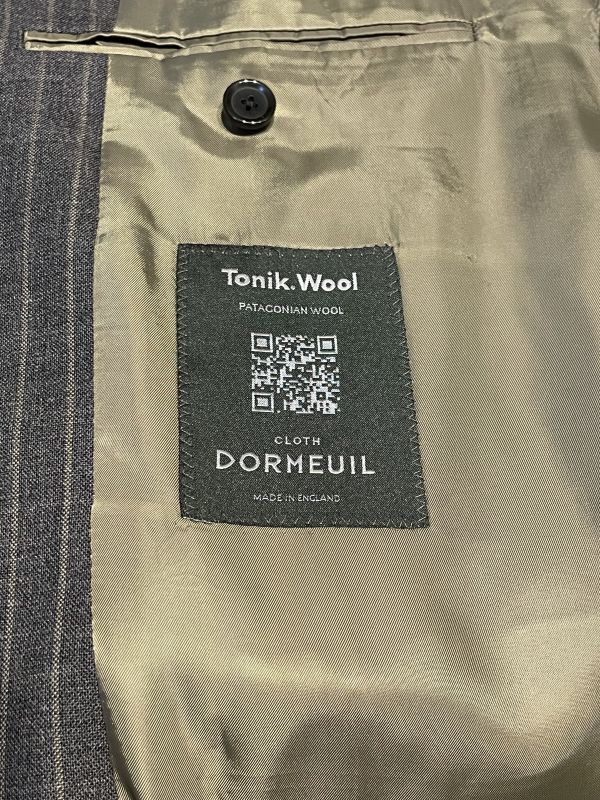 Tonik.Wool
PATAGONIAN WOOL
CLOTH
DORMEUIL
MADE IN ENGLAND